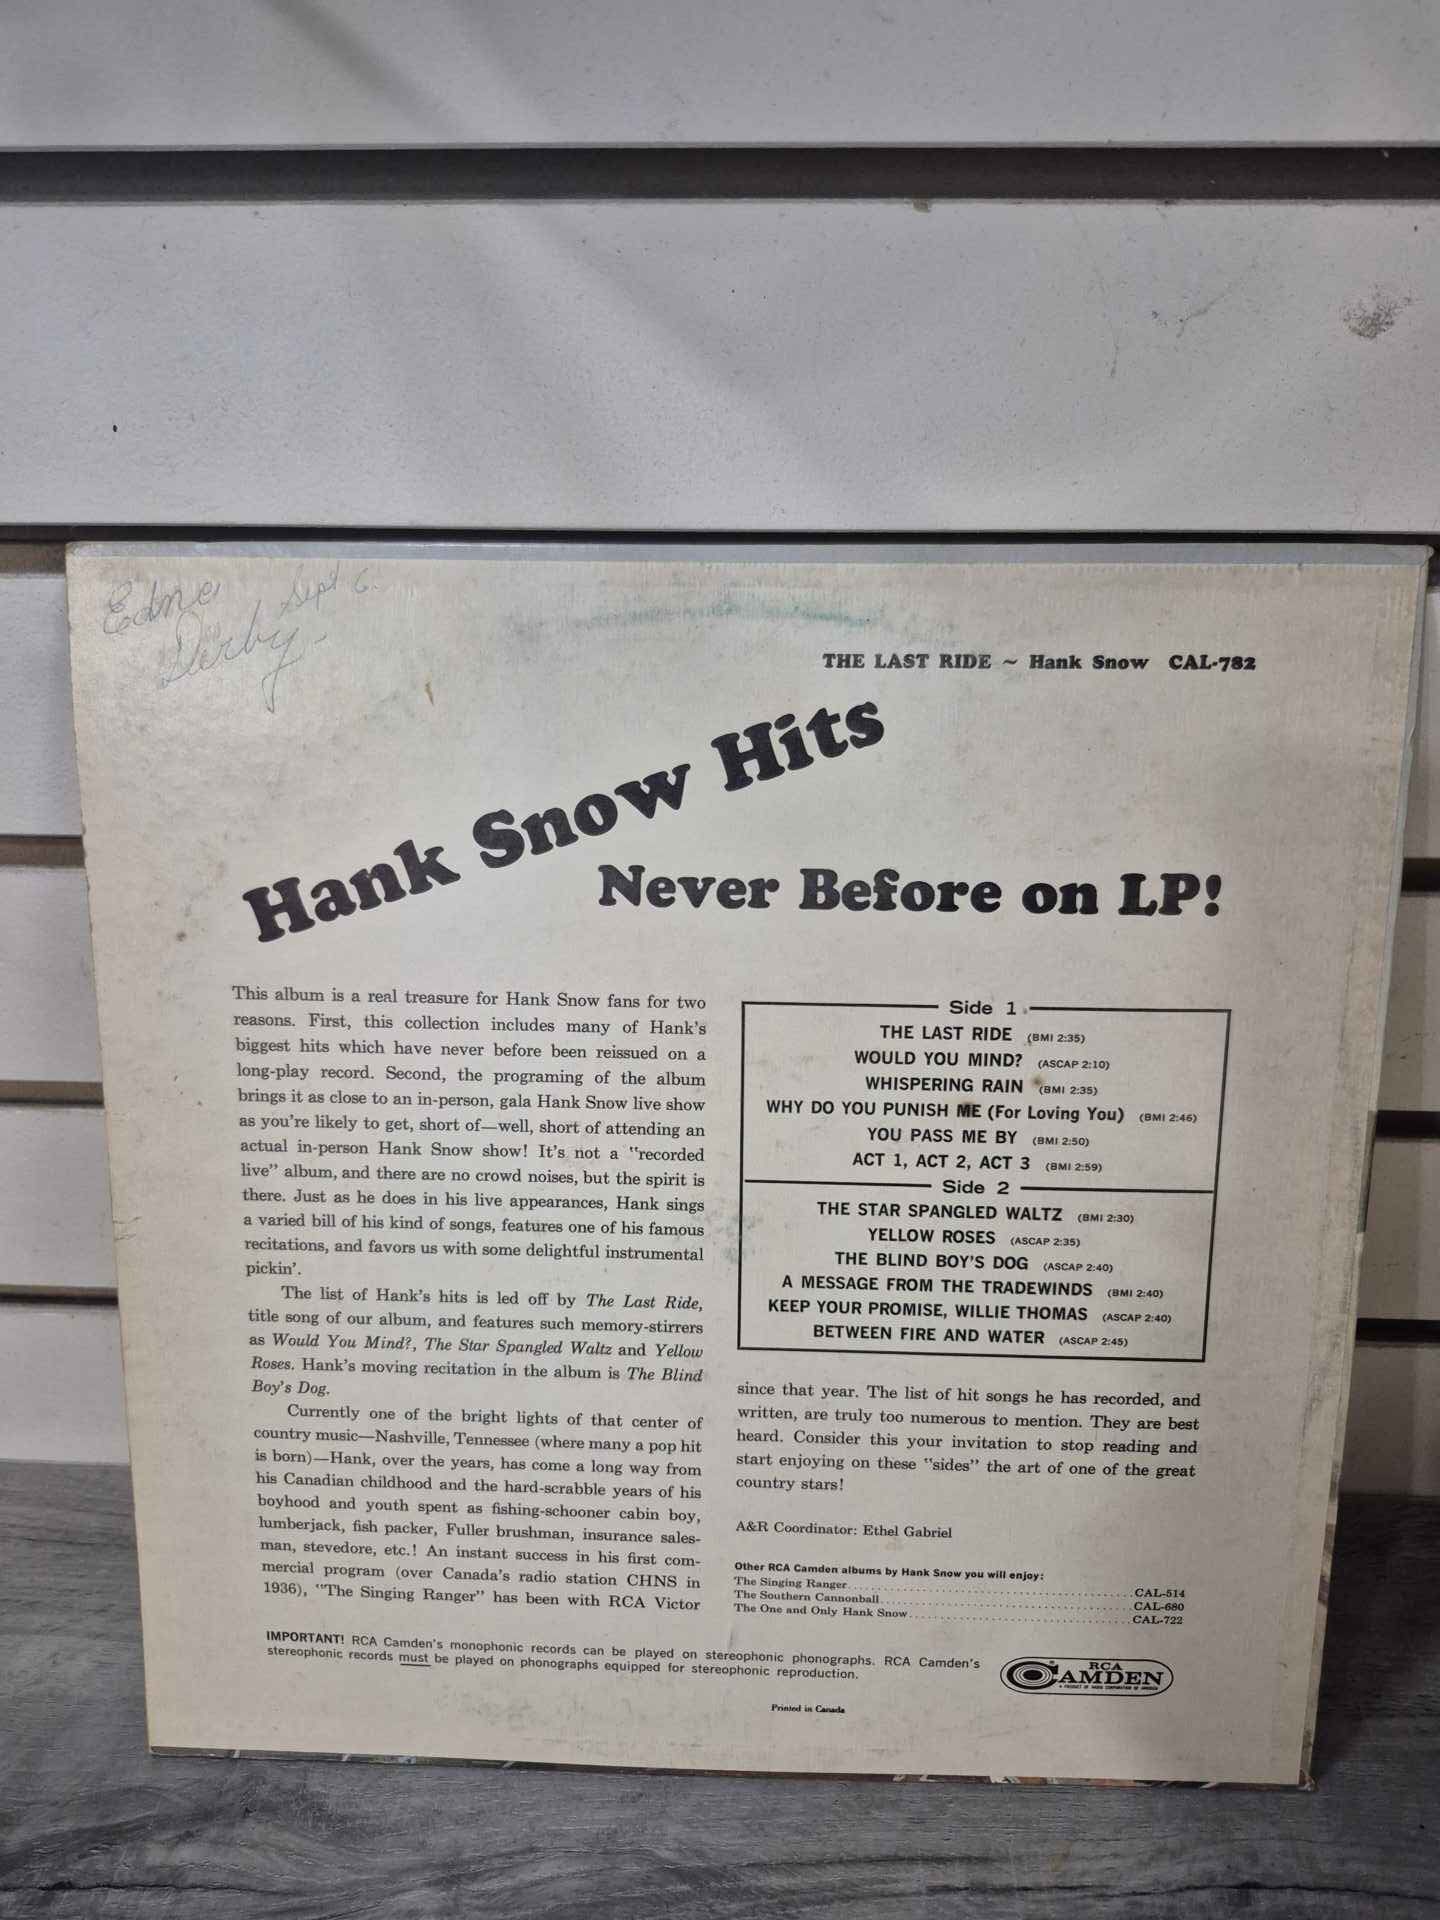 Edna Sept 6.
Derby
THE LAST RIDE ~ Hank Snow CAL-782
Hank Snow Hits
Never Before on LP!
This album is a real treasure for Hank Snow fans for two
reasons. First, this collection includes many of Hank's
biggest hits which have never before been reissued on a
long-play record. Second, the programing of the album
brings it as close to an in-person, gala Hank Snow live show
as you're likely to get, short of—well, short of attending an
actual in-person Hank Snow show! It's not a "recorded
live" album, and there are no crowd noises, but the spirit is
there. Just as he does in his live appearances, Hank sings
a varied bill of his kind of songs, features one of his famous
recitations, and favors us with some delightful instrumental
pickin'.
The list of Hank's hits is led off by The Last Ride,
title song of our album, and features such memory-stirrers
as Would You Mind?, The Star Spangled Waltz and Yellow
Roses. Hank's moving recitation in the album is The Blind
Boy's Dog.
Currently one of the bright lights of that center of
country music—Nashville, Tennessee (where many a pop hit
is born)—Hank, over the years, has come a long way from
his Canadian childhood and the hard-scrabble years of his
boyhood and youth spent as fishing-schooner cabin boy,
lumberjack, fish packer, Fuller brushman, insurance sales-
man, stevedore, etc.! An instant success in his first com-
mercial program (over Canada's radio station CHNS in
1936), "The Singing Ranger" has been with RCA Victor
Side 1
THE LAST RIDE (BMI 2:35)
WOULD YOU MIND? (ASCAP 2:10)
WHISPERING RAIN (BMI 2:35)
WHY DO YOU PUNISH ME (For Loving You) (BMI 2:46)
YOU PASS ME BY (BMI 2:50)
ACT 1, ACT 2, ACT 3 (BMI 2:59)
Side 2
THE STAR SPANGLED WALTZ (BMI 2:30)
YELLOW ROSES (ASCAP 2:35)
THE BLIND BOY'S DOG (ASCAP 2:40)
A MESSAGE FROM THE TRADEWINDS (BMI 2:40)
KEEP YOUR PROMISE, WILLIE THOMAS (ASCAP 2:40)
BETWEEN FIRE AND WATER (ASCAP 2:45)
since that year. The list of hit songs he has recorded, and
written, are truly too numerous to mention. They are best
heard. Consider this your invitation to stop reading and
start enjoying on these "sides" the art of one of the great
country stars!
A&R Coordinator: Ethel Gabriel
Other RCA Camden albums by Hank Snow you will enjoy:
The Singing Ranger CAL-514
The Southern Cannonball CAL-680
The One and Only Hank Snow CAL-722
IMPORTANT! RCA Camden's monophonic records can be played on stereophonic phonographs. RCA Camden's
stereophonic records must be played on phonographs equipped for stereophonic reproduction.
RCA
CAMDEN
A PRODUCT OF RADIO CORPORATION OF AMERICA
Printed in Canada